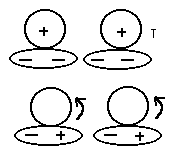 + + T
− − − −
− + − +